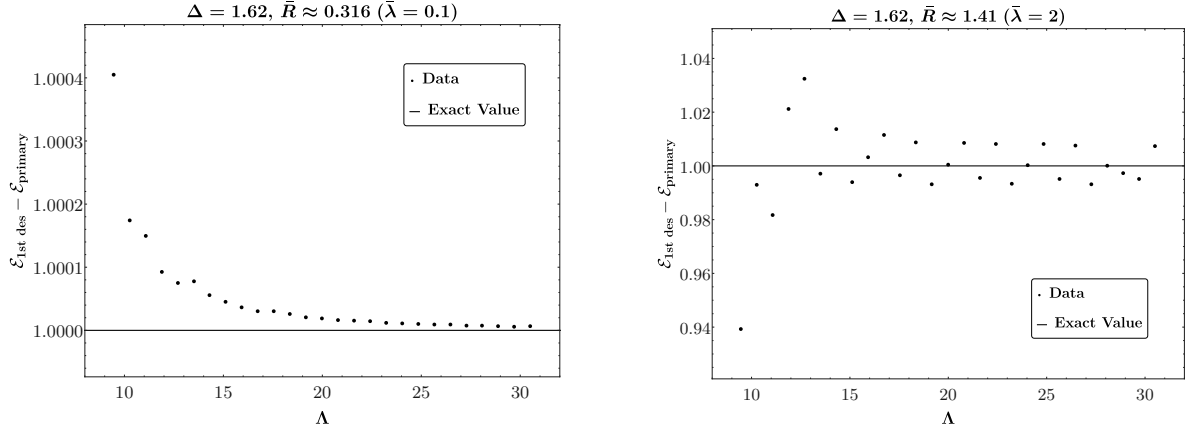 Δ = 1.62, R̄ ≈ 0.316 (λ̄ = 0.1)
ℰ1st des − ℰprimary
1.0004
1.0003
1.0002
1.0001
1.0000
Data
Exact Value
10 15 20 25 30
Λ
Δ = 1.62, R̄ ≈ 1.41 (λ̄ = 2)
ℰ1st des − ℰprimary
1.04
1.02
1.00
0.98
0.96
0.94
Data
Exact Value
10 15 20 25 30
Λ